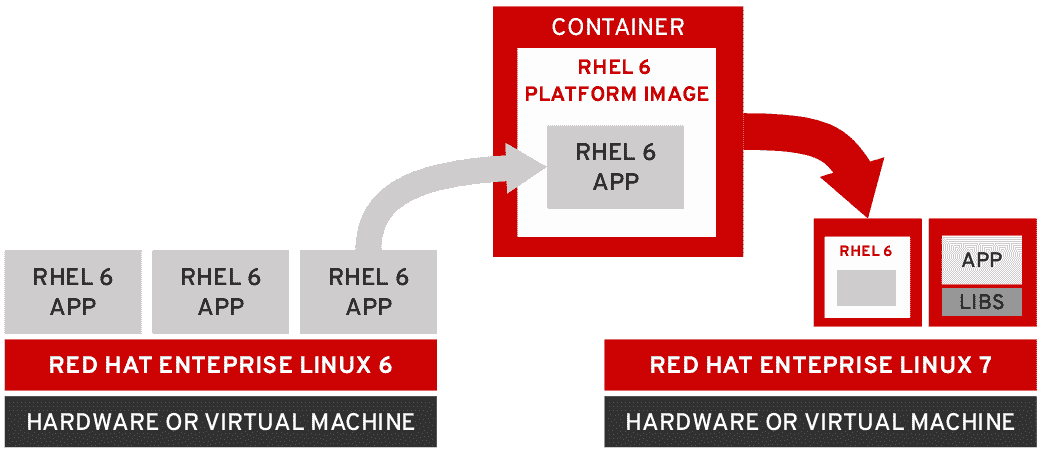 CONTAINER
RHEL 6
PLATFORM IMAGE
RHEL 6
APP
RHEL 6
APP
RHEL 6
APP
RHEL 6
APP
RED HAT ENTEPRISE LINUX 6
HARDWARE OR VIRTUAL MACHINE
RHEL 6
APP
LIBS
RED HAT ENTEPRISE LINUX 7
HARDWARE OR VIRTUAL MACHINE